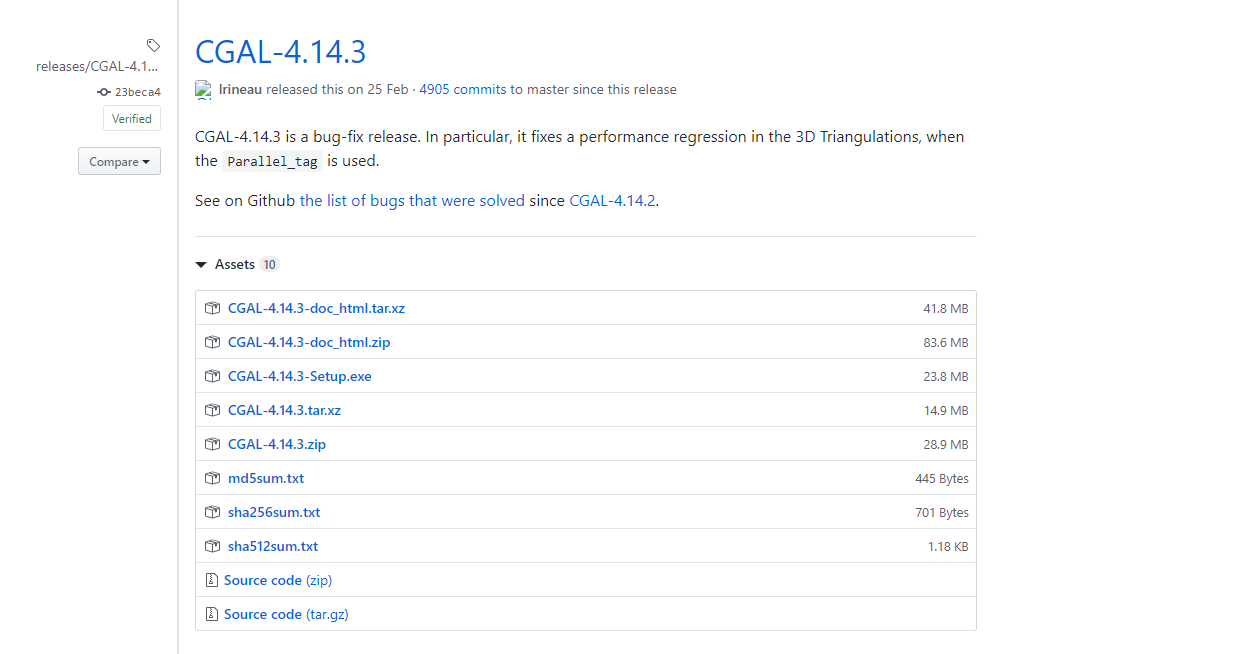 CGAL-4.14.3
releases/CGAL-4.1...
lrineau released this on 25 Feb · 4905 commits to master since this release
23beca4
Verified
Compare
CGAL-4.14.3 is a bug-fix release. In particular, it fixes a performance regression in the 3D Triangulations, when
the Parallel_tag is used.
See on Github the list of bugs that were solved since CGAL-4.14.2.
Assets 10
CGAL-4.14.3-doc_html.tar.xz 41.8 MB
CGAL-4.14.3-doc_html.zip 83.6 MB
CGAL-4.14.3-Setup.exe 23.8 MB
CGAL-4.14.3.tar.xz 14.9 MB
CGAL-4.14.3.zip 28.9 MB
md5sum.txt 445 Bytes
sha256sum.txt 701 Bytes
sha512sum.txt 1.18 KB
Source code (zip)
Source code (tar.gz)